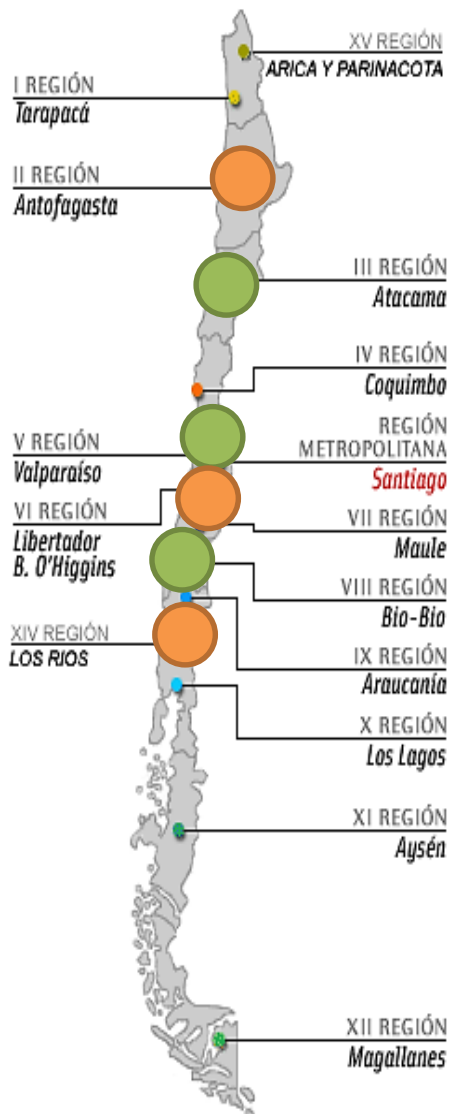 XV REGIÓN
ARICA Y PARINACOTA
I REGIÓN
Tarapacá
II REGIÓN
Antofagasta
III REGIÓN
Atacama
IV REGIÓN
Coquimbo
REGIÓN
METROPOLITANA
Santiago
V REGIÓN
Valparaíso
VI REGIÓN
Libertador
B. O'Higgins
VII REGIÓN
Maule
VIII REGIÓN
Bio-Bio
XIV REGIÓN
LOS RIOS
IX REGIÓN
Araucanía
X REGIÓN
Los Lagos
XI REGIÓN
Aysén
XII REGIÓN
Magallanes